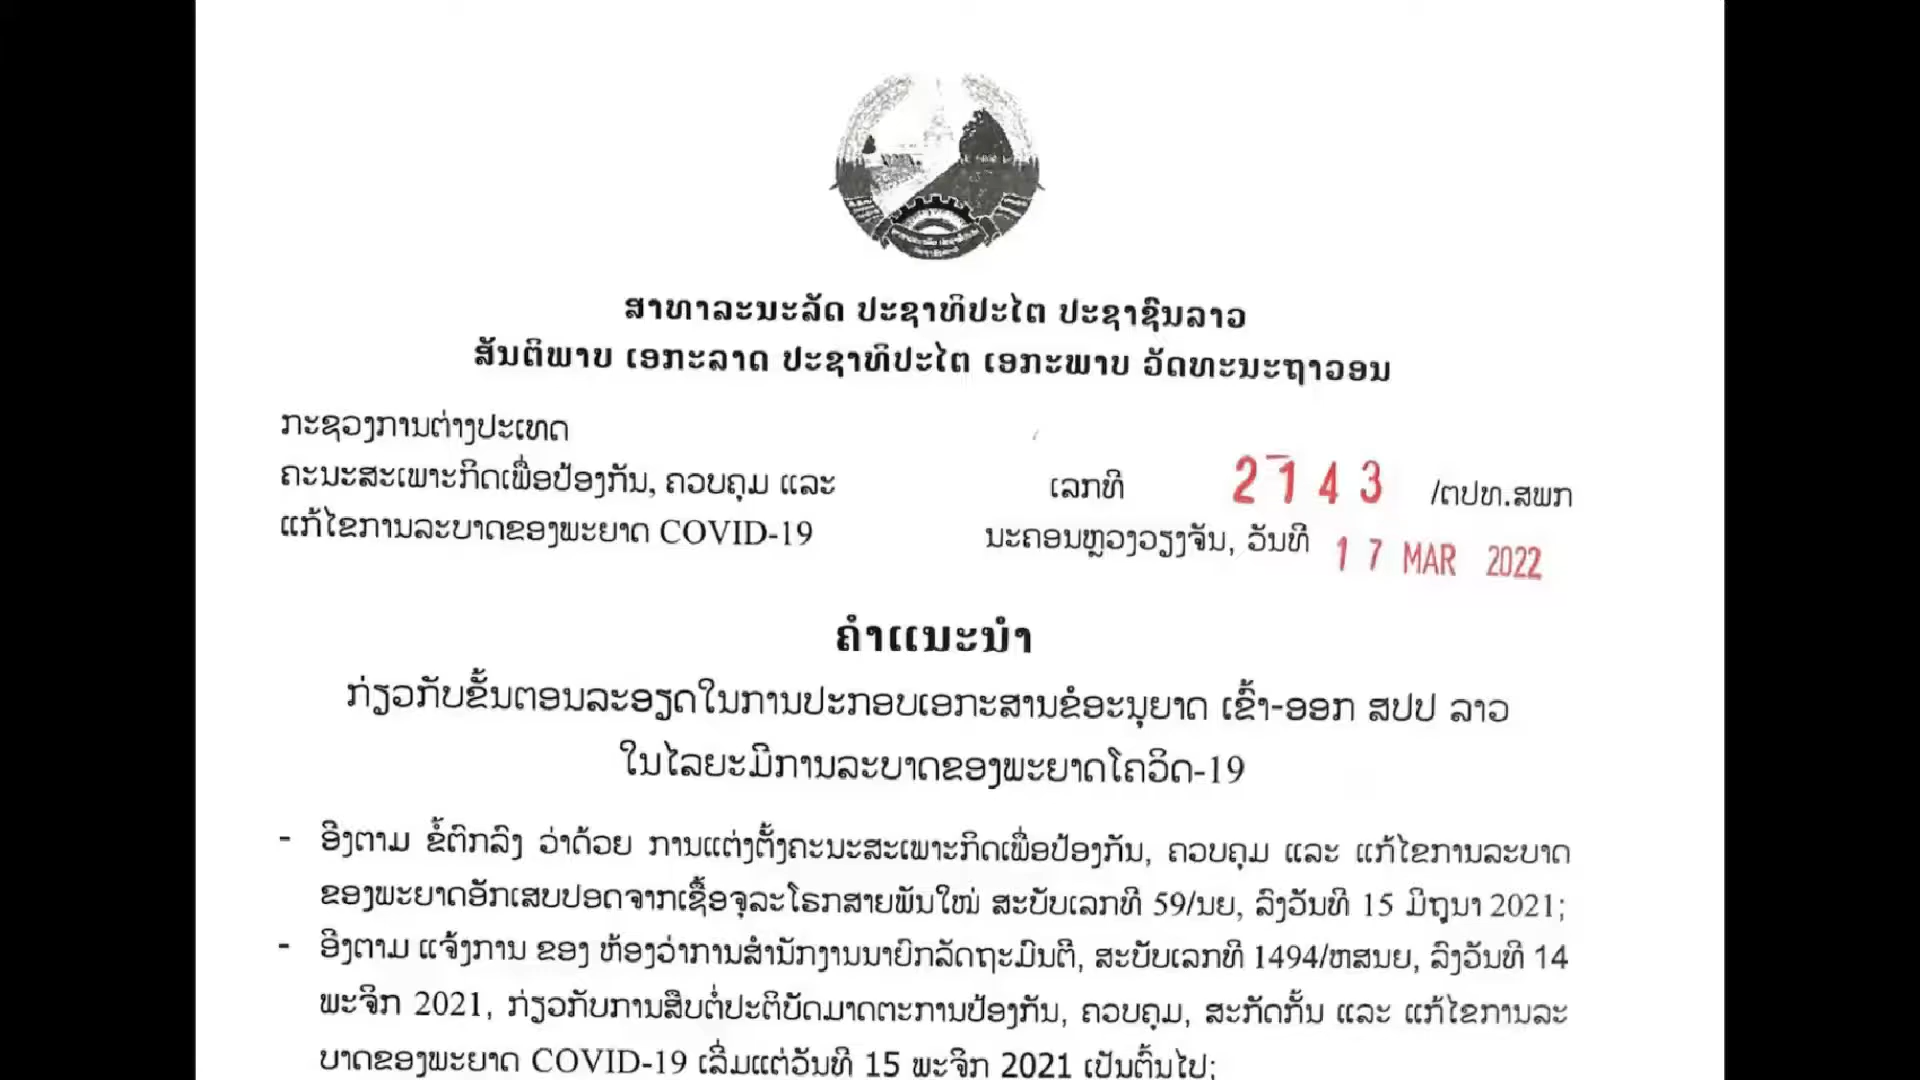 ສາທາລະນະລັດ ປະຊາທິປະໄຕ ປະຊາຊົນລາວ
ສັນຕິພາບ ເອກະລາດ ປະຊາທິປະໄຕ ເອກະພາບ ວັດທະນະຖາວອນ
ກະຊວງການຕ່າງປະເທດ
ຄະນະສະເພາະກິດເພື່ອປ້ອງກັນ, ຄວບຄຸມ ແລະ
ແກ້ໄຂການລະບາດຂອງພະຍາດ COVID-19
ເລກທີ 2143 /ຕປທ.ສພກ
ນະຄອນຫຼວງວຽງຈັນ, ວັນທີ 17 MAR 2022
ຄໍາແນະນໍາ
ກ່ຽວກັບຂັ້ນຕອນລະອຽດໃນການປະກອບເອກະສານຂໍອະນຸຍາດ ເຂົ້າ-ອອກ ສປປ ລາວ
ໃນໄລຍະມີການລະບາດຂອງພະຍາດໂຄວິດ-19
- ອີງຕາມ ຂໍ້ຕົກລົງ ວ່າດ້ວຍ ການແຕ່ງຕັ້ງຄະນະສະເພາະກິດເພື່ອປ້ອງກັນ, ຄວບຄຸມ ແລະ ແກ້ໄຂການລະບາດ
ຂອງພະຍາດອັກເສບປອດຈາກເຊື້ອຈຸລະໂຣກສາຍພັນໃໝ່ ສະບັບເລກທີ 59/ນຍ, ລົງວັນທີ 15 ມິຖຸນາ 2021;
- ອີງຕາມ ແຈ້ງການ ຂອງ ຫ້ອງວ່າການສໍານັກງານນາຍົກລັດຖະມົນຕີ, ສະບັບເລກທີ 1494/ຫສນຍ, ລົງວັນທີ 14
ພະຈິກ 2021, ກ່ຽວກັບການສືບຕໍ່ປະຕິບັດມາດຕະການປ້ອງກັນ, ຄວບຄຸມ, ສະກັດກັ້ນ ແລະ ແກ້ໄຂການລະ
ບາດຂອງພະຍາດ COVID-19 ເລີ່ມແຕ່ວັນທີ 15 ພະຈິກ 2021 ເປັນຕົ້ນໄປ;